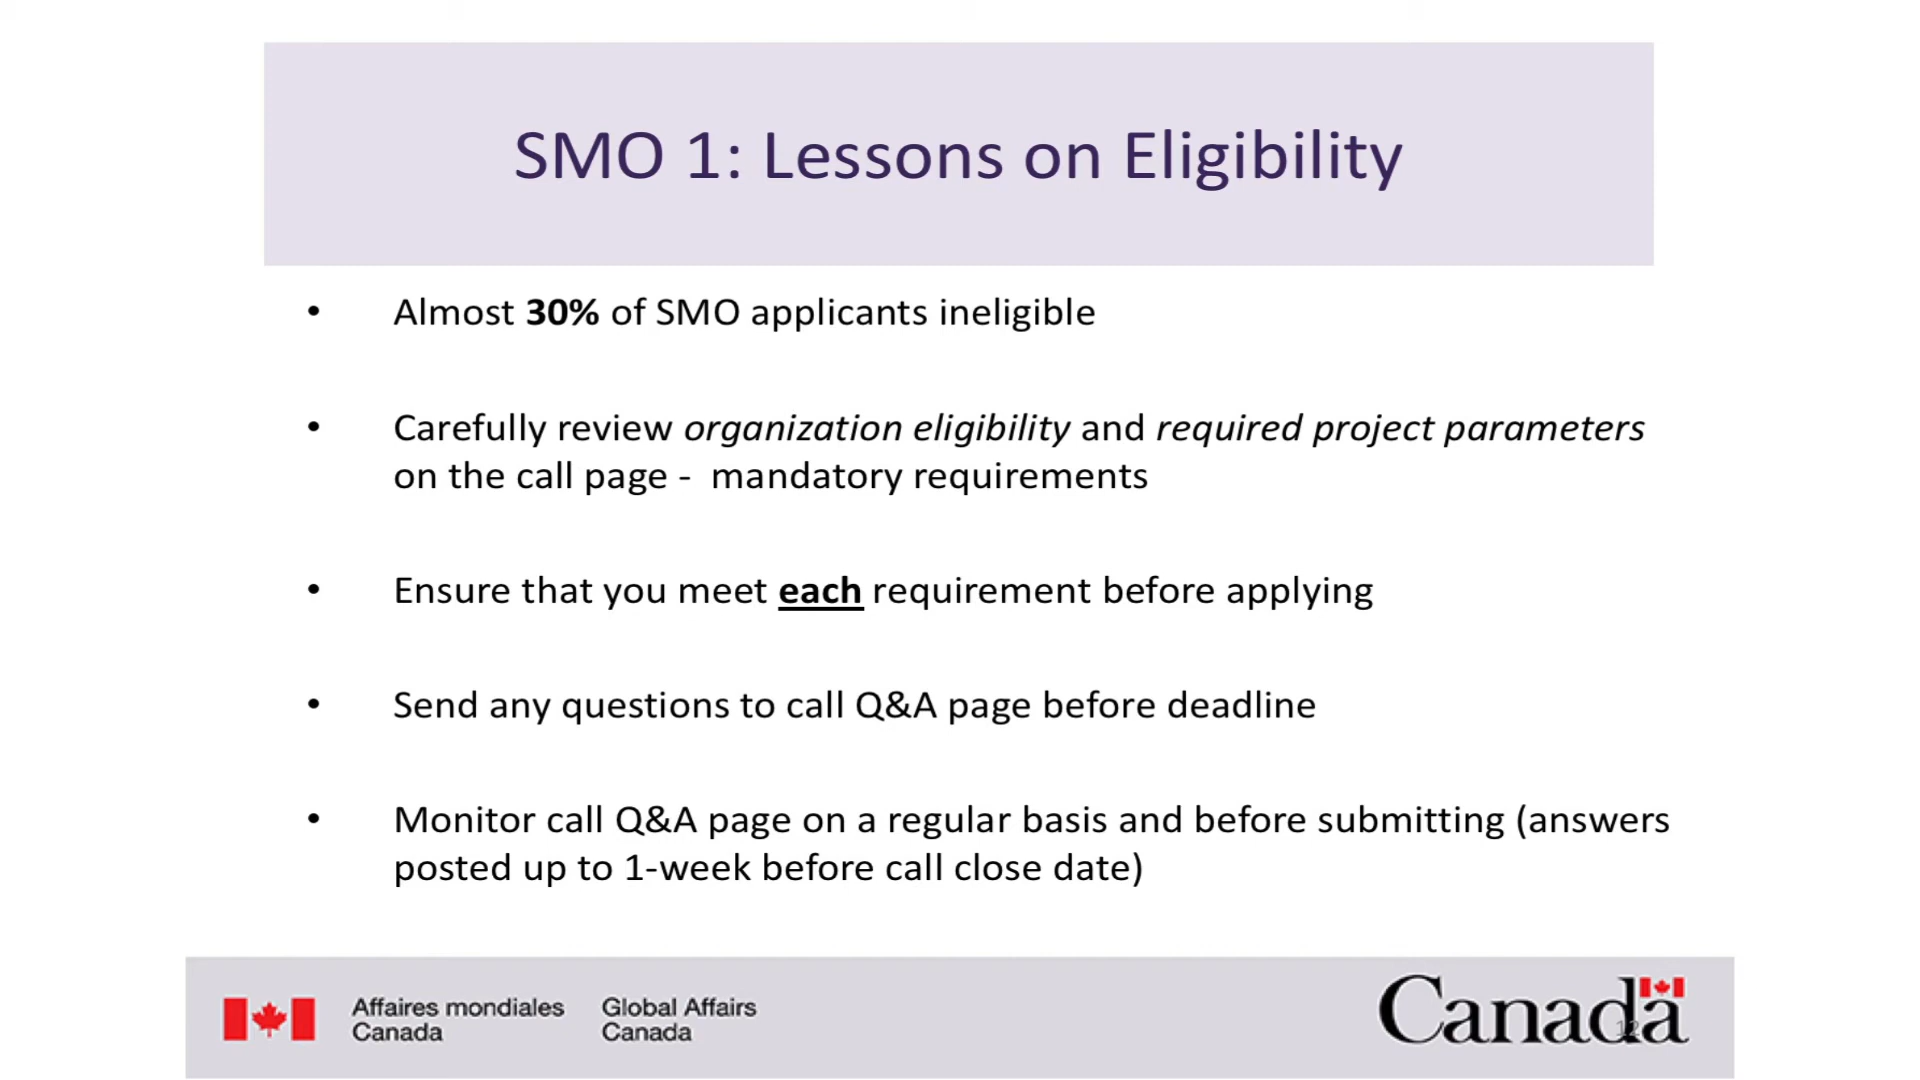 SMO 1: Lessons on Eligibility
• Almost 30% of SMO applicants ineligible
• Carefully review organization eligibility and required project parameters
on the call page -  mandatory requirements
• Ensure that you meet each requirement before applying
• Send any questions to call Q&A page before deadline
• Monitor call Q&A page on a regular basis and before submitting (answers
posted up to 1-week before call close date)
Affaires mondiales Global Affairs
Canada Canada
Canada
12